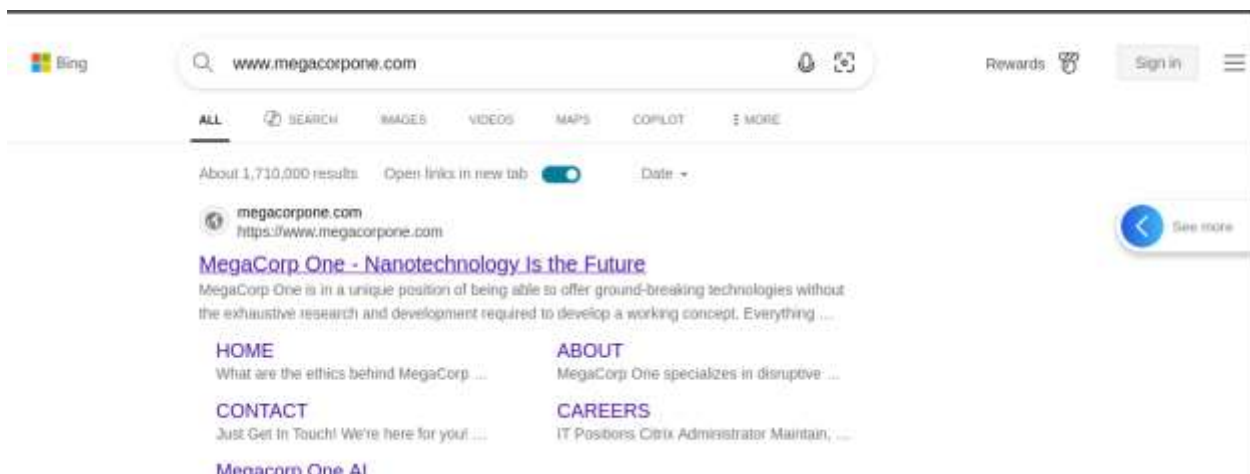 Bing www.megacorpone.com Rewards Sign in
ALL SEARCH IMAGES VIDEOS MAPS COPILOT MORE
About 1,710,000 results Open links in new tab Date
megacorpone.com
https://www.megacorpone.com
See more
MegaCorp One - Nanotechnology Is the Future
MegaCorp One is in a unique position of being able to offer ground-breaking technologies without
the exhaustive research and development required to develop a working concept. Everything ...
HOME ABOUT
What are the ethics behind MegaCorp ... MegaCorp One specializes in disruptive ...
CONTACT CAREERS
Just Get In Touch! We're here for you! ... IT Positions Citrix Administrator Maintain, ...
Megacorp One AI